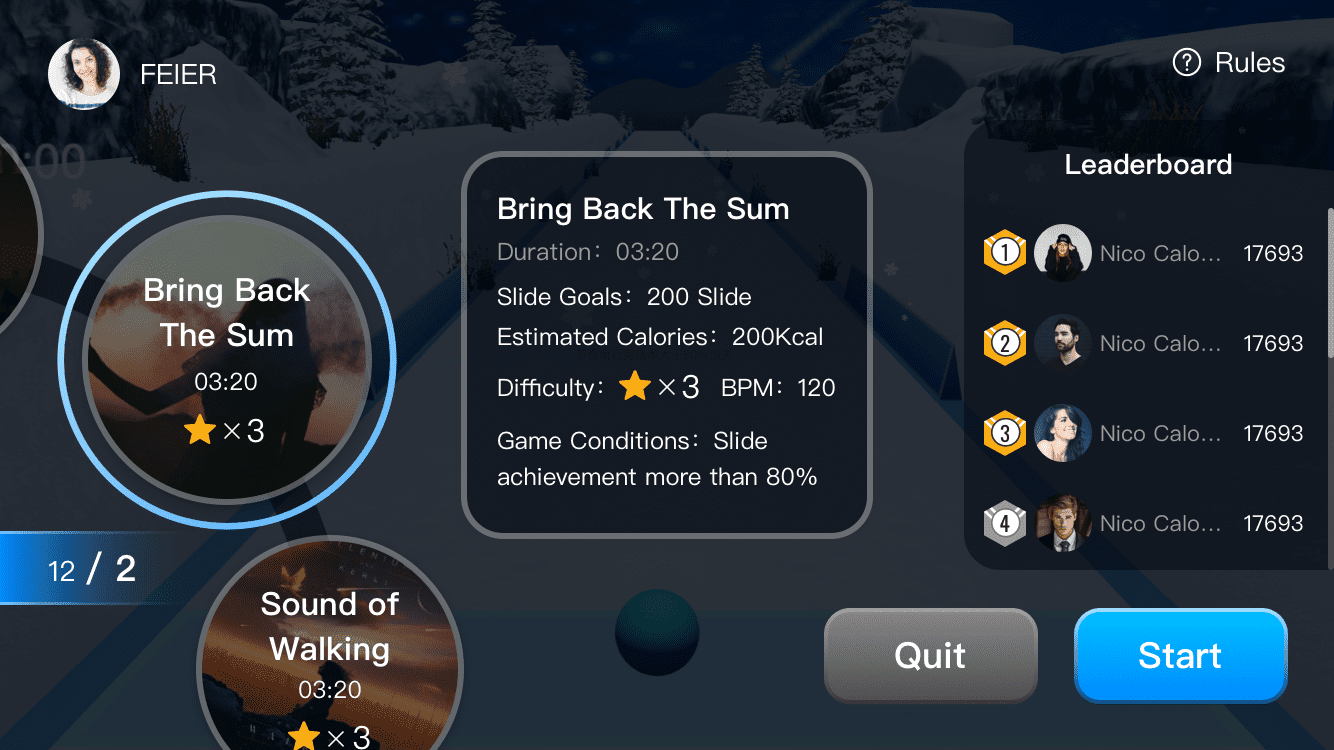 FEIER
? Rules
:00
Bring Back
The Sum
03:20
×3
12 / 2
Sound of
Walking
03:20
×3
Bring Back The Sum
Duration: 03:20
Slide Goals: 200 Slide
Estimated Calories: 200Kcal
Difficulty: ×3 BPM: 120
Game Conditions: Slide
achievement more than 80%
Leaderboard
1 Nico Calo... 17693
2 Nico Calo... 17693
3 Nico Calo... 17693
4 Nico Calo... 17693
Quit
Start